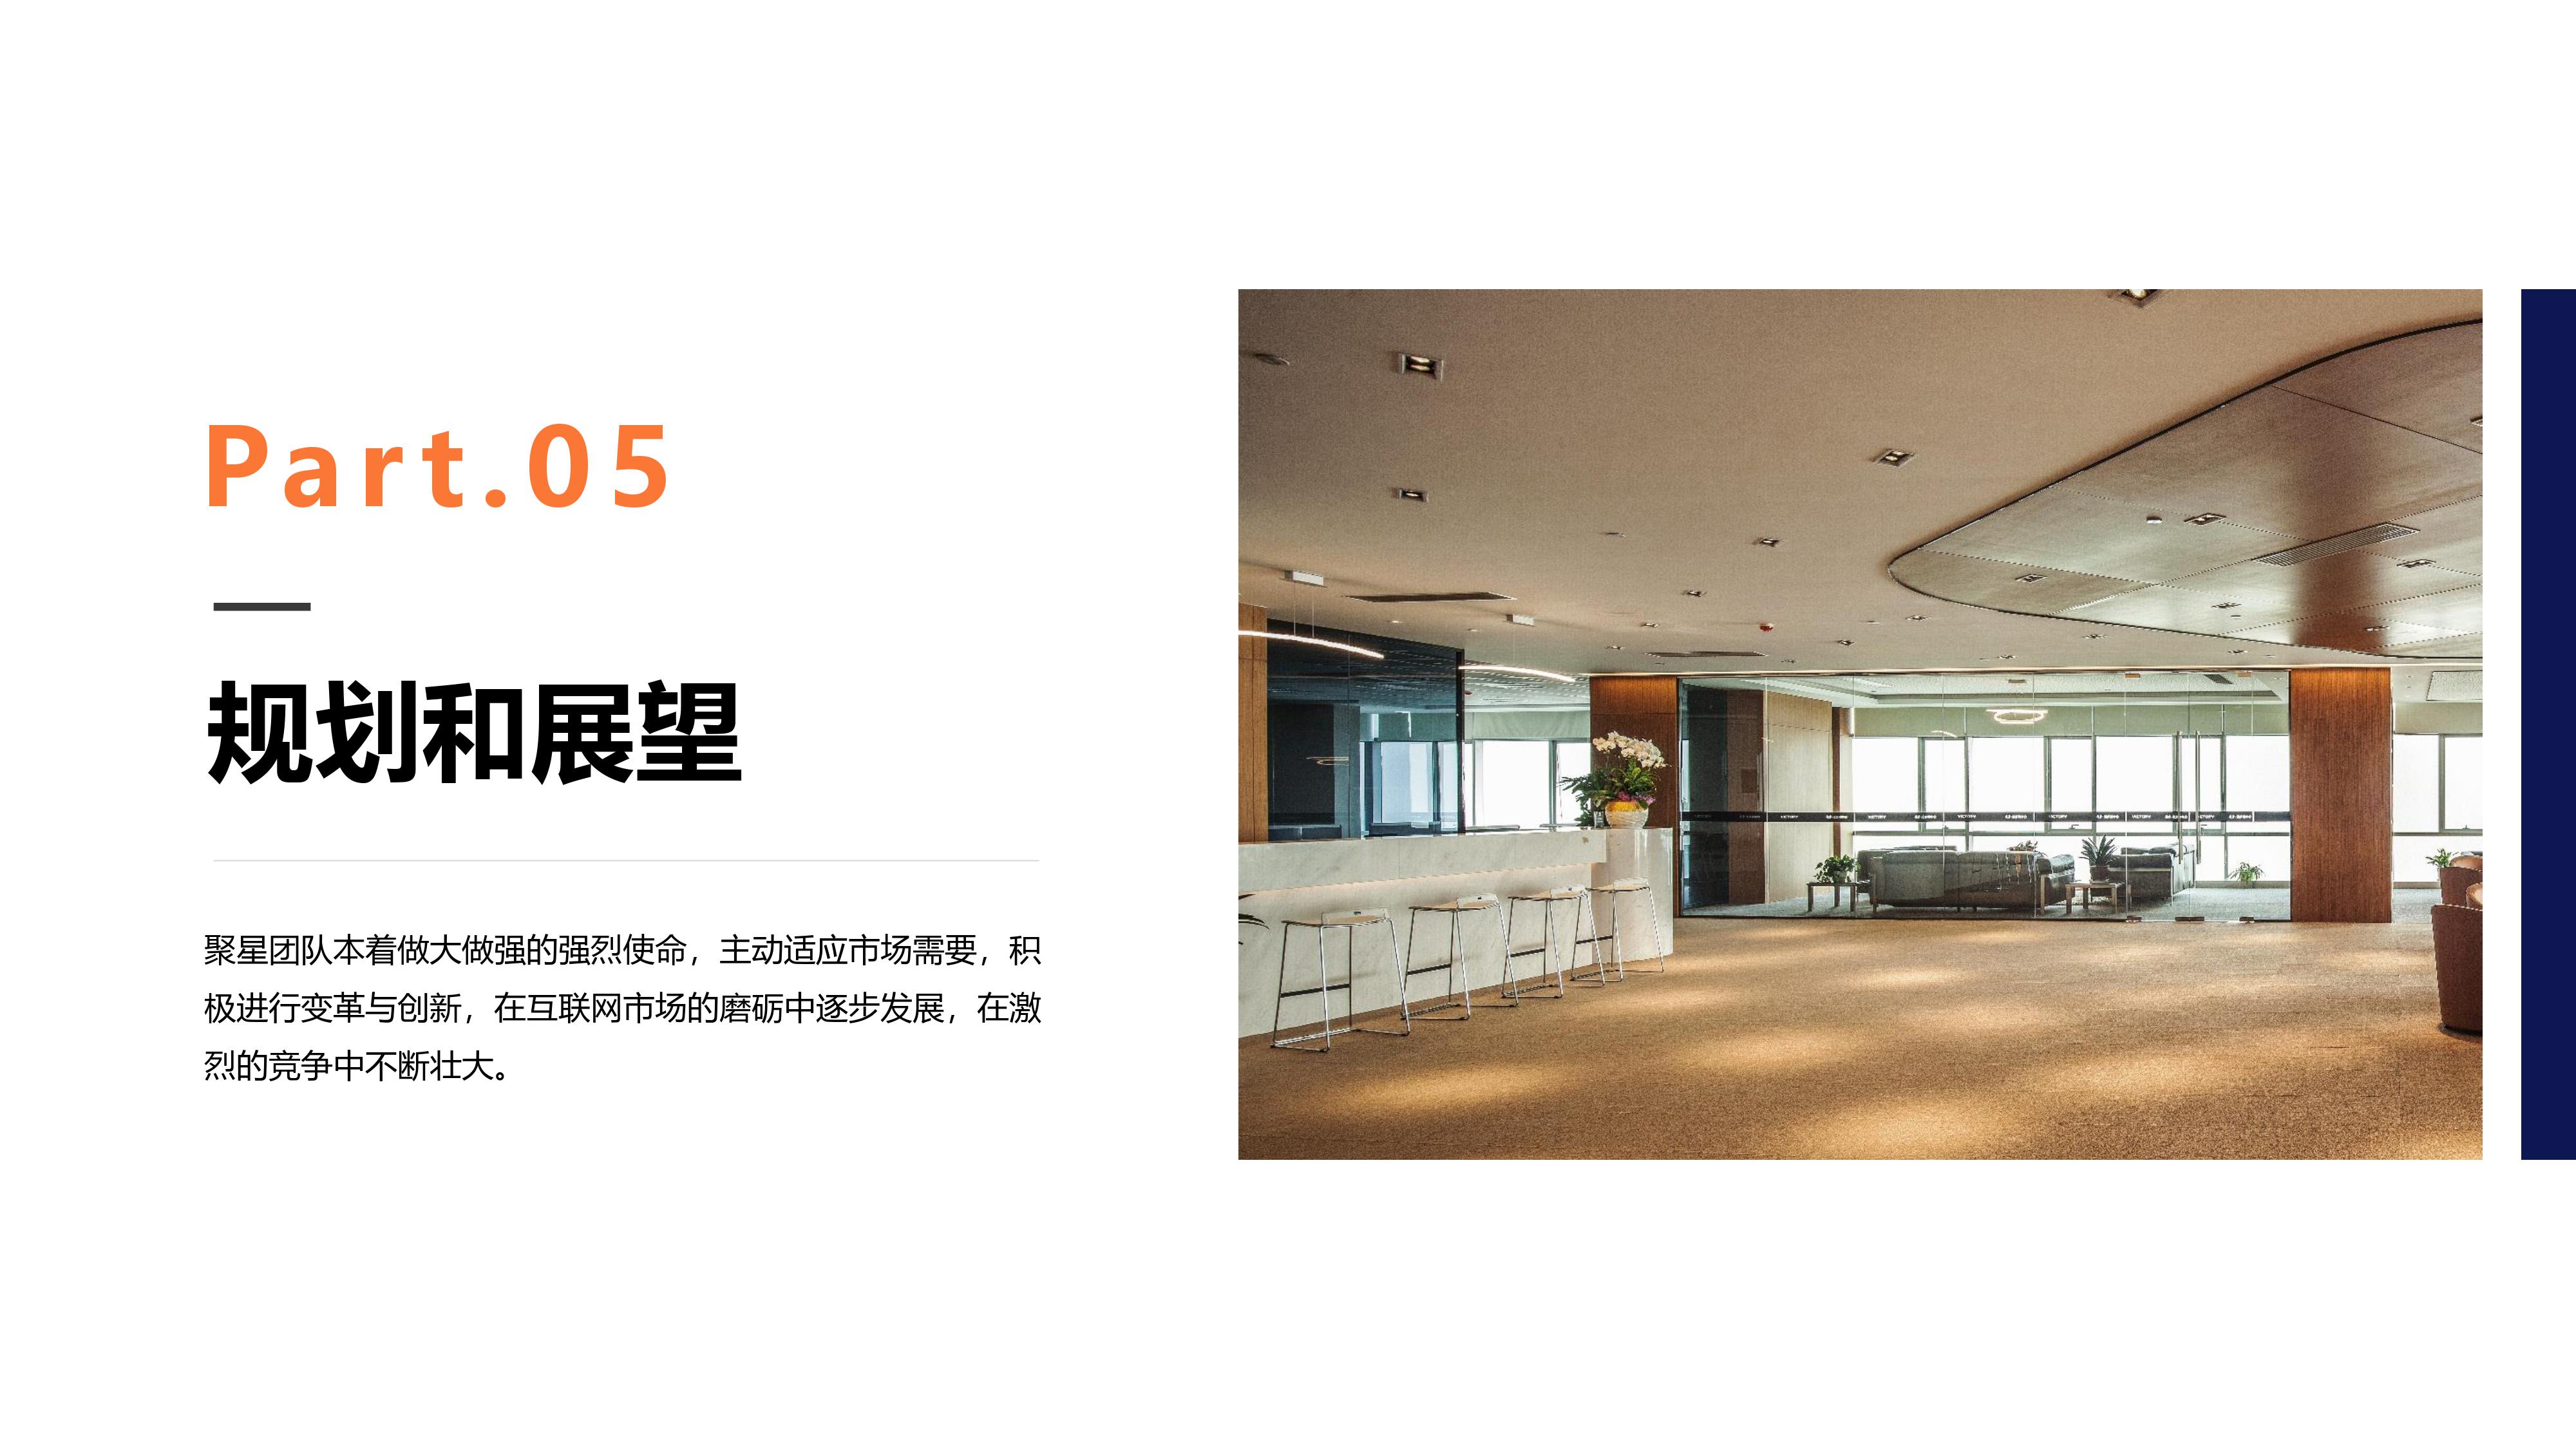 Part.05
规划和展望
聚星团队本着做大做强的强烈使命，主动适应市场需要，积
极进行变革与创新，在互联网市场的磨砺中逐步发展，在激
烈的竞争中不断壮大。